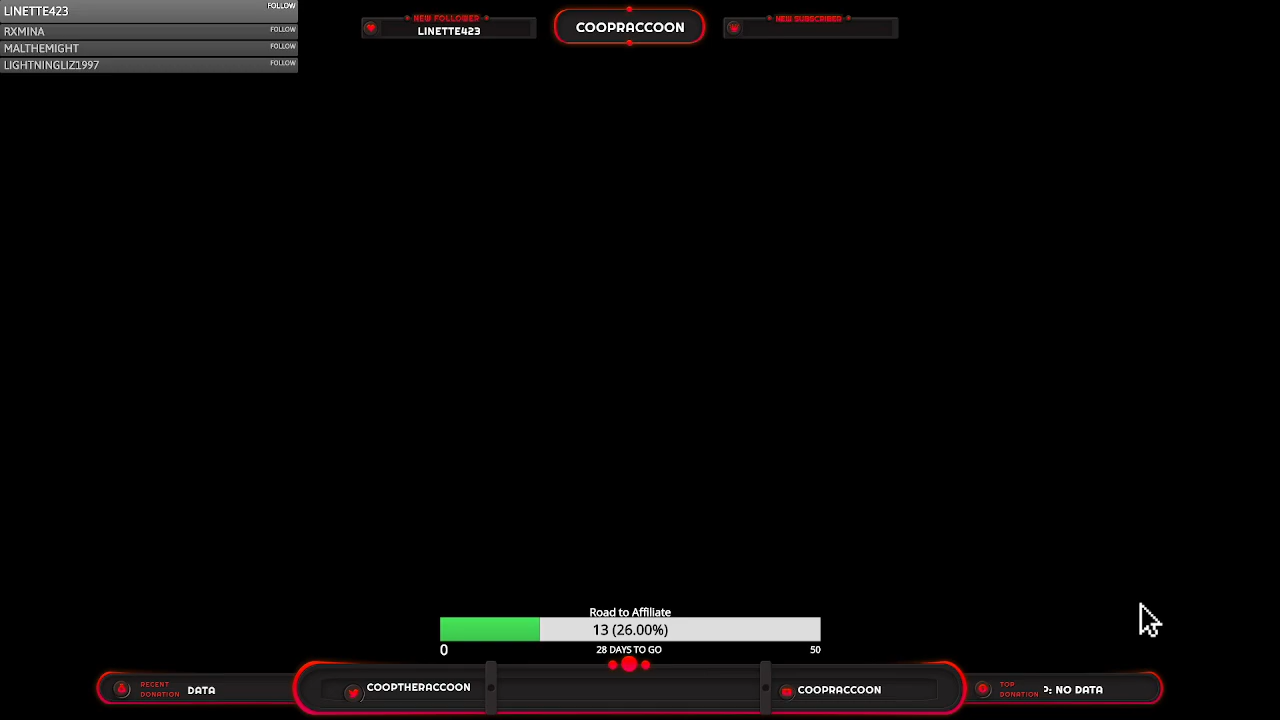 LINETTE423 FOLLOW
RXMINA FOLLOW
MALTHEMIGHT FOLLOW
LIGHTNINGLIZ1997 FOLLOW
NEW FOLLOWER
LINETTE423
COOPRACCOON
NEW SUBSCRIBER
Road to Affiliate
13 (26.00%)
0 28 DAYS TO GO 50
RECENT
DONATION
DATA
COOPTHERACCOON
COOPRACCOON
TOP
DONATION
: NO DATA